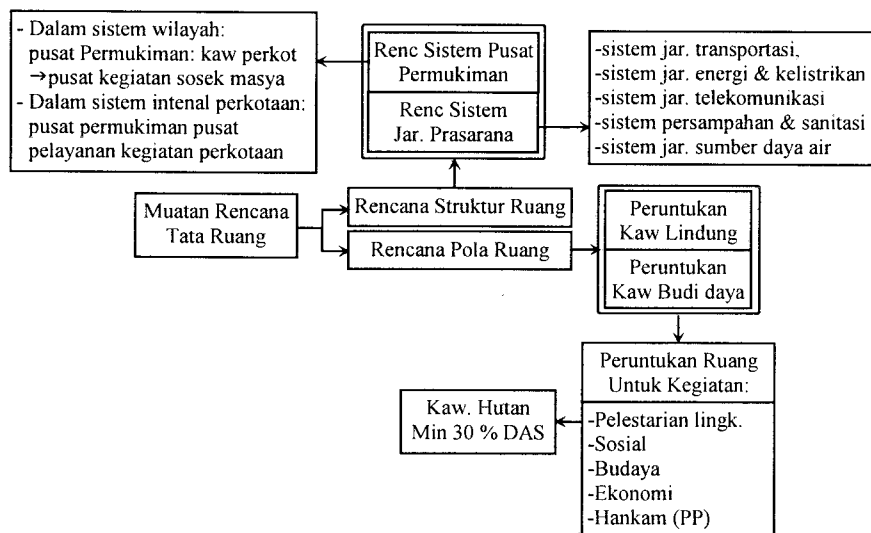 - Dalam sistem wilayah:
pusat Permukiman: kaw perkot
→pusat kegiatan sosek masya
- Dalam sistem intenal perkotaan:
pusat permukiman pusat
pelayanan kegiatan perkotaan
Renc Sistem Pusat
Permukiman
Renc Sistem
Jar. Prasarana
-sistem jar. transportasi,
-sistem jar. energi & kelistrikan
-sistem jar. telekomunikasi
-sistem persampahan & sanitasi
-sistem jar. sumber daya air
Muatan Rencana
Tata Ruang
Rencana Struktur Ruang
Rencana Pola Ruang
Peruntukan
Kaw Lindung
Peruntukan
Kaw Budi daya
Peruntukan Ruang
Untuk Kegiatan:
-Pelestarian lingk.
-Sosial
-Budaya
-Ekonomi
-Hankam (PP)
Kaw. Hutan
Min 30 % DAS